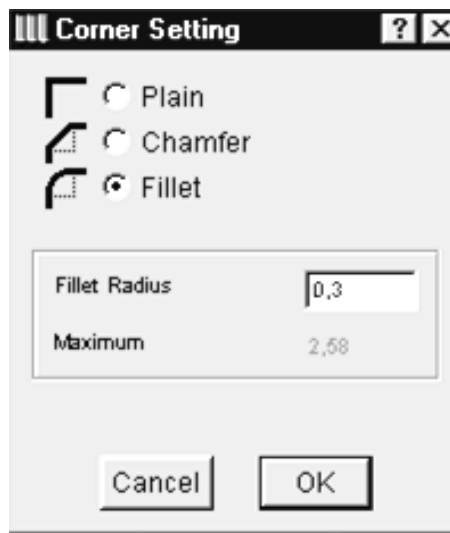 Corner Setting ? ×
Plain
Chamfer
Fillet
Fillet Radius 0,3
Maximum 2,58
Cancel OK